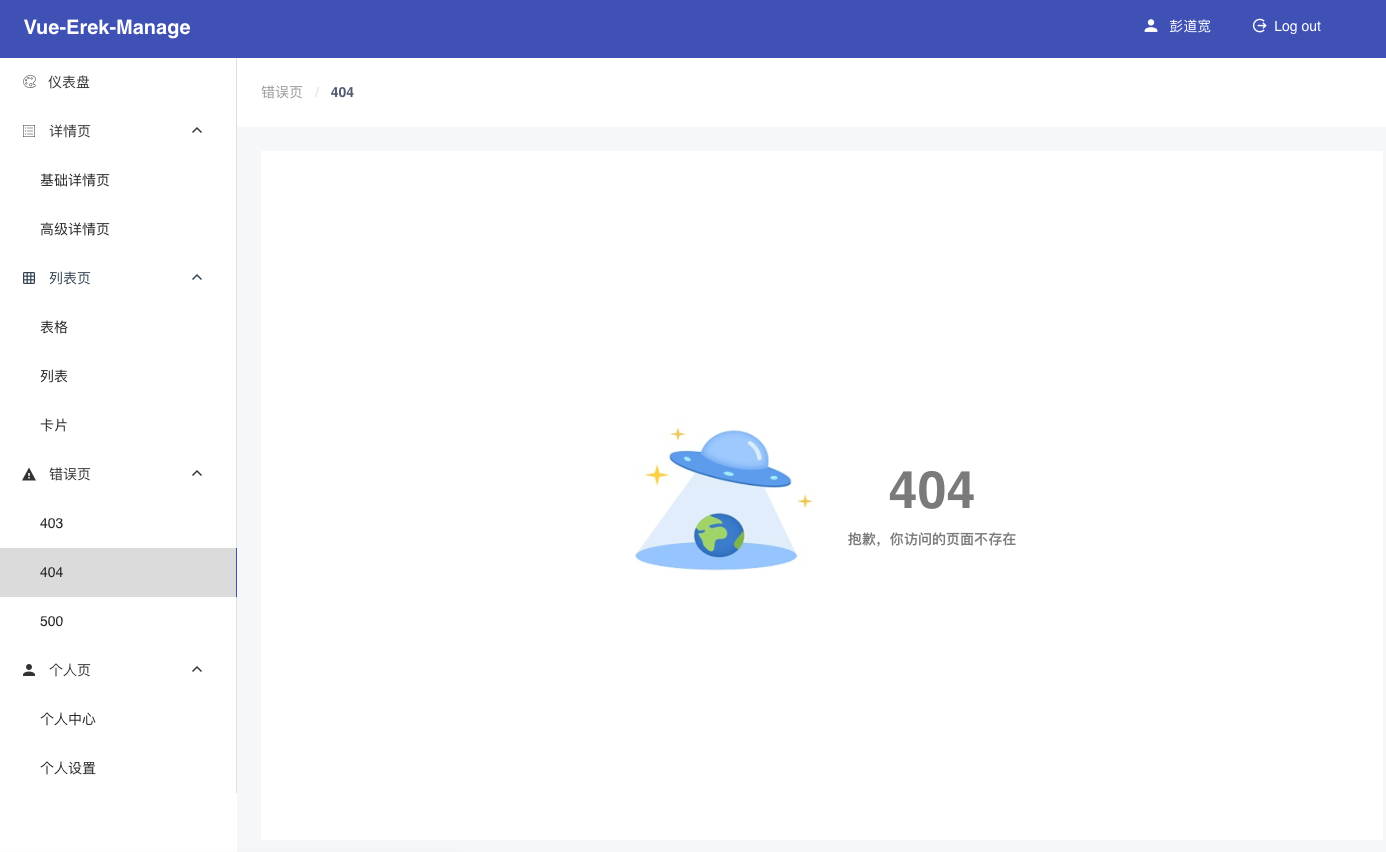 Vue-Erek-Manage
彭道宽
Log out
仪表盘
详情页
基础详情页
高级详情页
列表页
表格
列表
卡片
错误页
403
404
500
个人页
个人中心
个人设置
错误页 / 404
404
抱歉，你访问的页面不存在